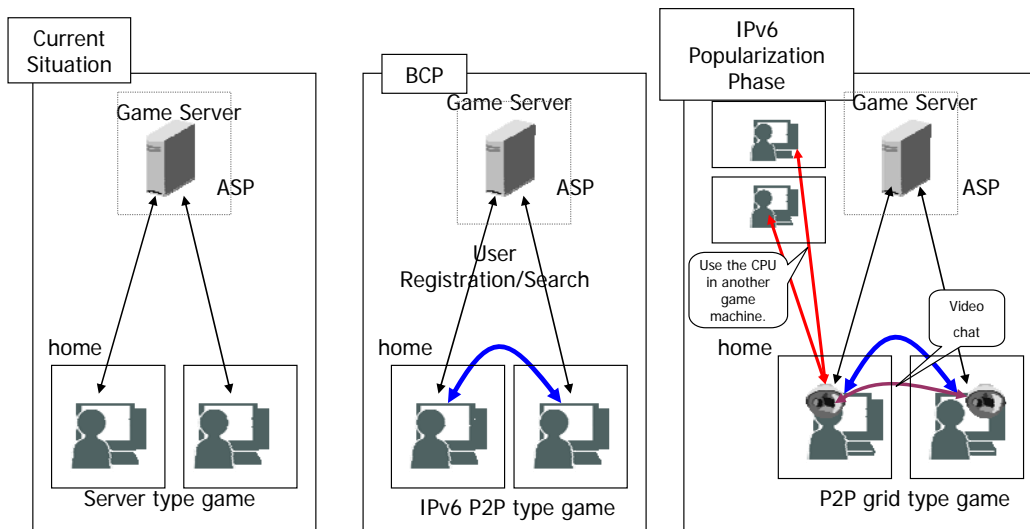 Current
Situation
Game Server
ASP
home
Server type game
BCP
Game Server
ASP
User
Registration/Search
home
IPv6 P2P type game
IPv6
Popularization
Phase
Game Server
ASP
Use the CPU
in another
game
machine.
Video
chat
home
P2P grid type game